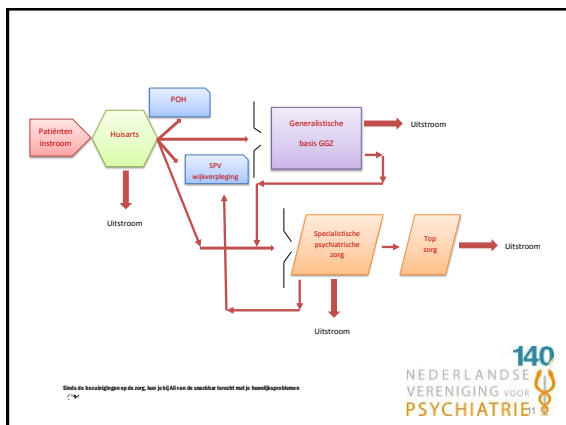 POH
Patiënten
instroom
Huisarts
Generalistische
basis GGZ
Uitstroom
SPV
wijkverpleging
Uitstroom
Specialistische
psychiatrische
zorg
Top
zorg
Uitstroom
Uitstroom
Sinds de bezuinigingen op de zorg, kun je bij Ali van de snackbar terecht met je huwelijksproblemen
140
NEDERLANDSE
VERENIGING VOOR
PSYCHIATRIE
11